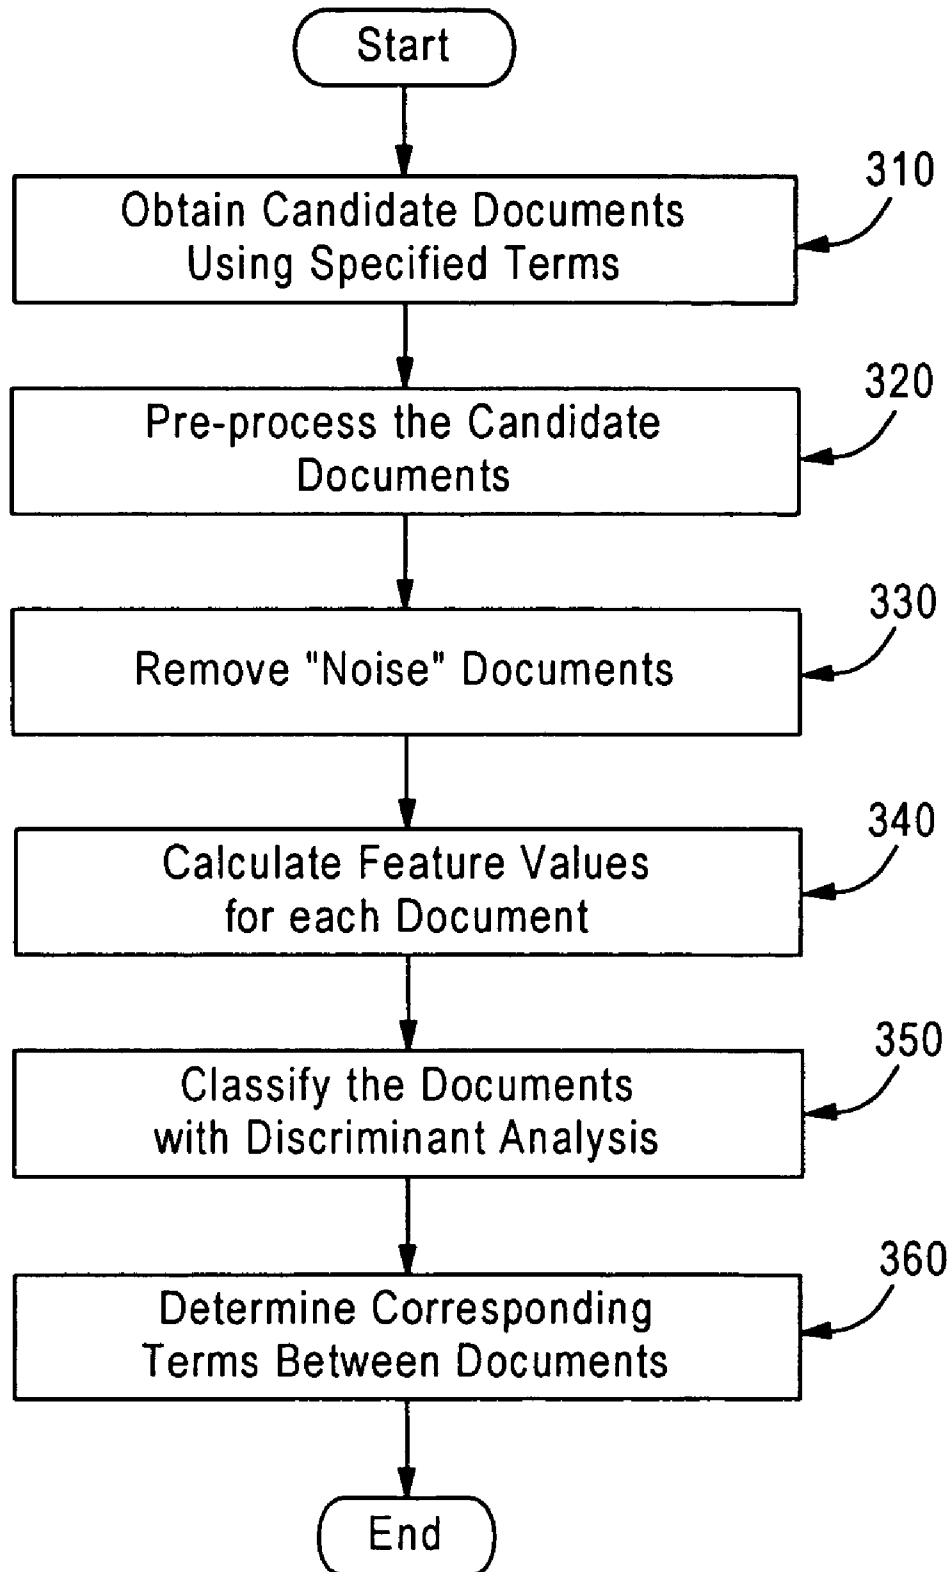 Start
310
Obtain Candidate Documents
Using Specified Terms
320
Pre-process the Candidate
Documents
330
Remove "Noise" Documents
340
Calculate Feature Values
for each Document
350
Classify the Documents
with Discriminant Analysis
360
Determine Corresponding
Terms Between Documents
End